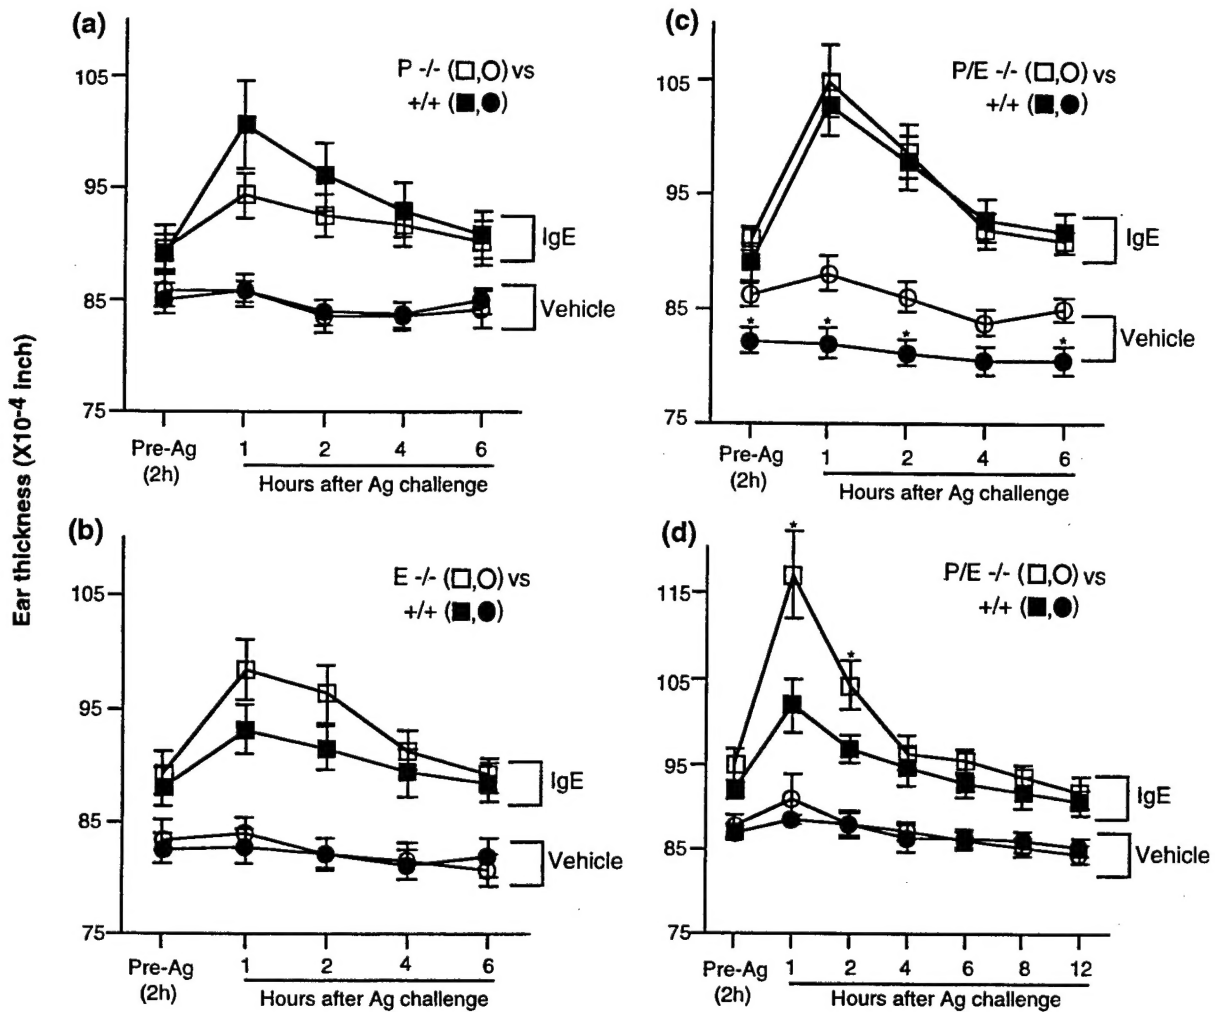 Ear thickness (X10-4 inch)
(a)
P -/- (□,○) vs
+/+ (■,●)
105
95
85
75
IgE
Vehicle
Pre-Ag
(2h)
1 2 4 6
Hours after Ag challenge
(b)
E -/- (□,○) vs
+/+ (■,●)
105
95
85
75
IgE
Vehicle
Pre-Ag
(2h)
1 2 4 6
Hours after Ag challenge
(c)
P/E -/- (□,○) vs
+/+ (■,●)
105
95
85
75
* * * *
IgE
Vehicle
Pre-Ag
(2h)
1 2 4 6
Hours after Ag challenge
(d)
P/E -/- (□,○) vs
+/+ (■,●)
115
105
95
85
75
*
*
IgE
Vehicle
Pre-Ag
(2h)
1 2 4 6 8 12
Hours after Ag challenge